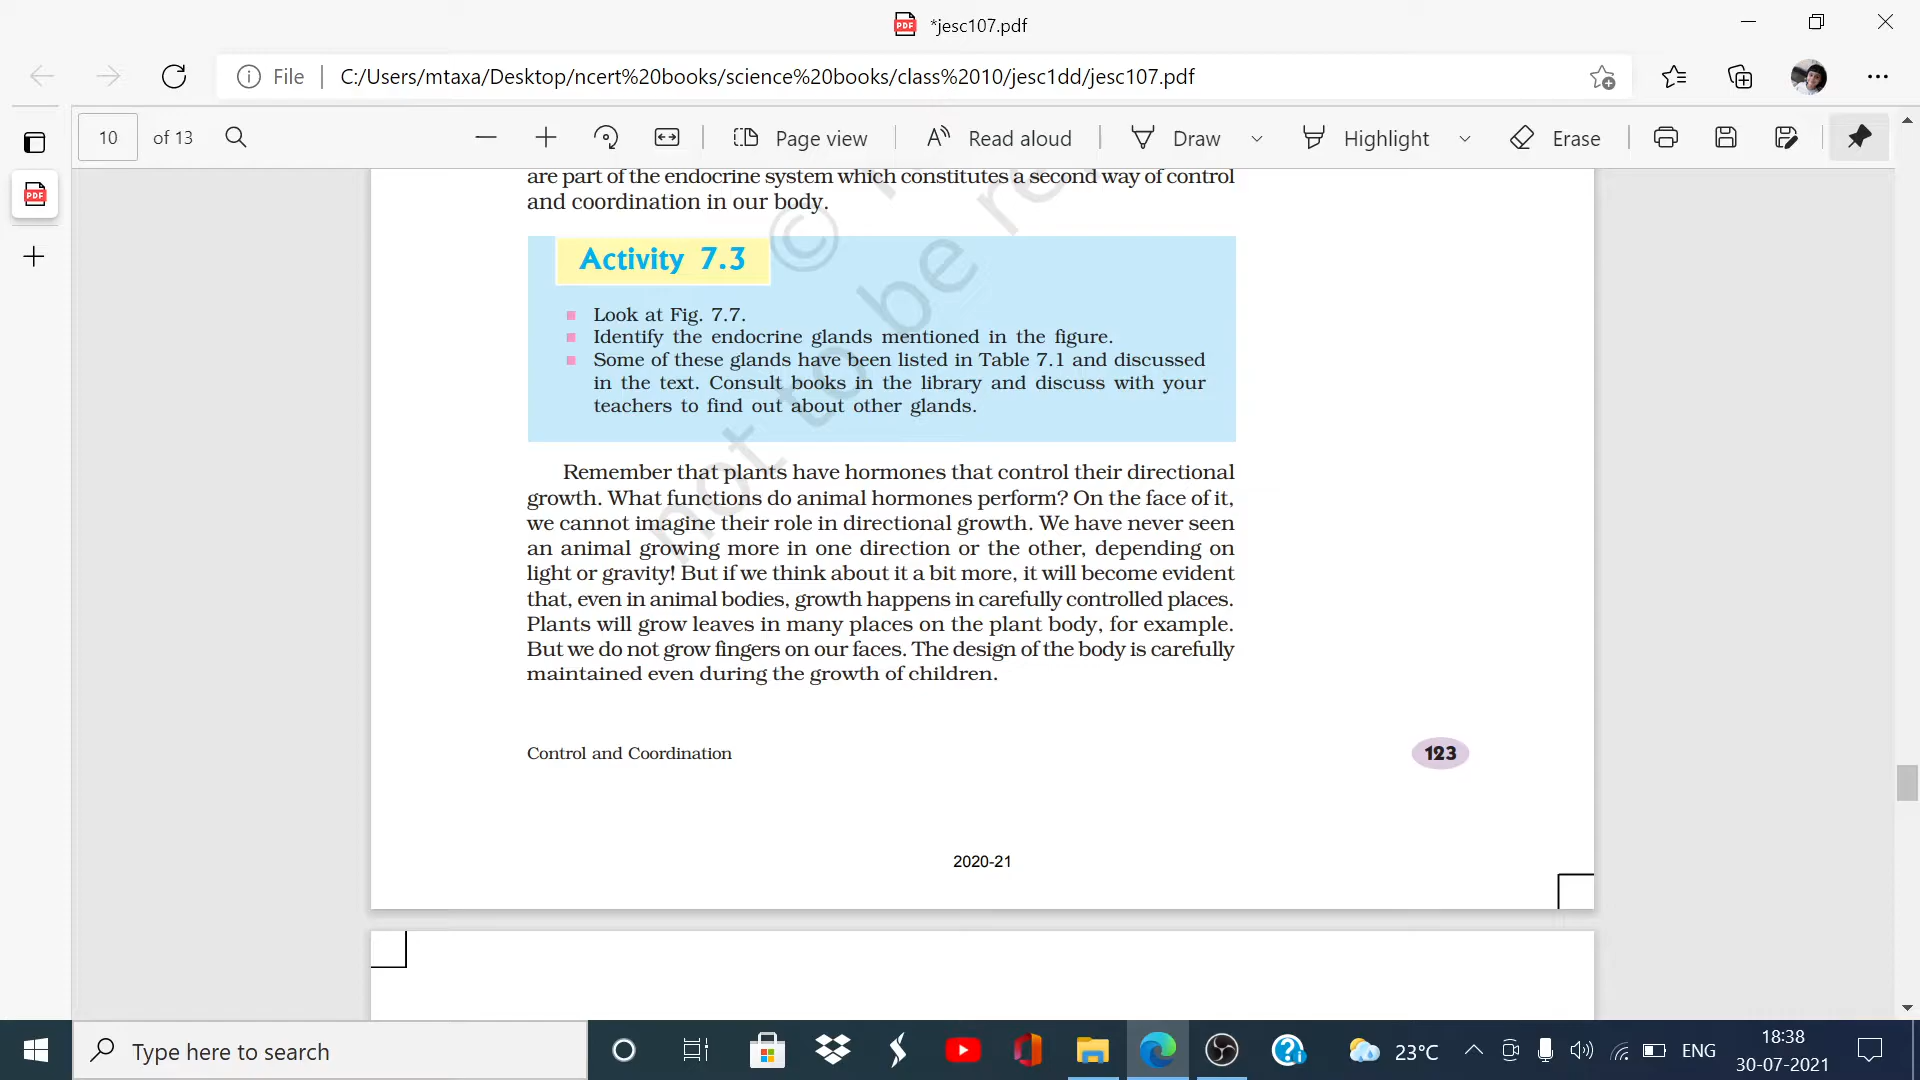 *jesc107.pdf
File
C:/Users/mtaxa/Desktop/ncert%20books/science%20books/class%2010/jesc1dd/jesc107.pdf
10 of 13 Page view Read aloud Draw Highlight Erase
are part of the endocrine system which constitutes a second way of control
and coordination in our body.
Activity 7.3
Look at Fig. 7.7.
Identify the endocrine glands mentioned in the figure.
Some of these glands have been listed in Table 7.1 and discussed
in the text. Consult books in the library and discuss with your
teachers to find out about other glands.
Remember that plants have hormones that control their directional
growth. What functions do animal hormones perform? On the face of it,
we cannot imagine their role in directional growth. We have never seen
an animal growing more in one direction or the other, depending on
light or gravity! But if we think about it a bit more, it will become evident
that, even in animal bodies, growth happens in carefully controlled places.
Plants will grow leaves in many places on the plant body, for example.
But we do not grow fingers on our faces. The design of the body is carefully
maintained even during the growth of children.
Control and Coordination 123
2020-21
©
not to be re
Type here to search
23°C
ENG
18:38
30-07-2021